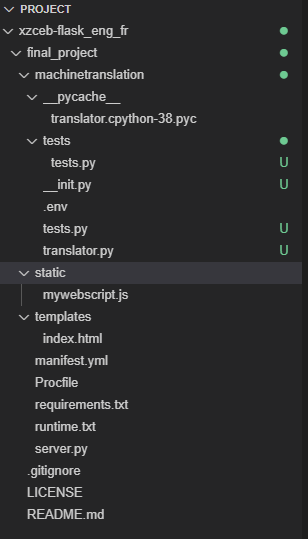 PROJECT
xzceb-flask_eng_fr
final_project
machinetranslation
__pycache__
translator.cpython-38.pyc
tests
tests.py U
__init.py U
.env
tests.py U
translator.py U
static
mywebscript.js
templates
index.html
manifest.yml
Procfile
requirements.txt
runtime.txt
server.py
.gitignore
LICENSE
README.md